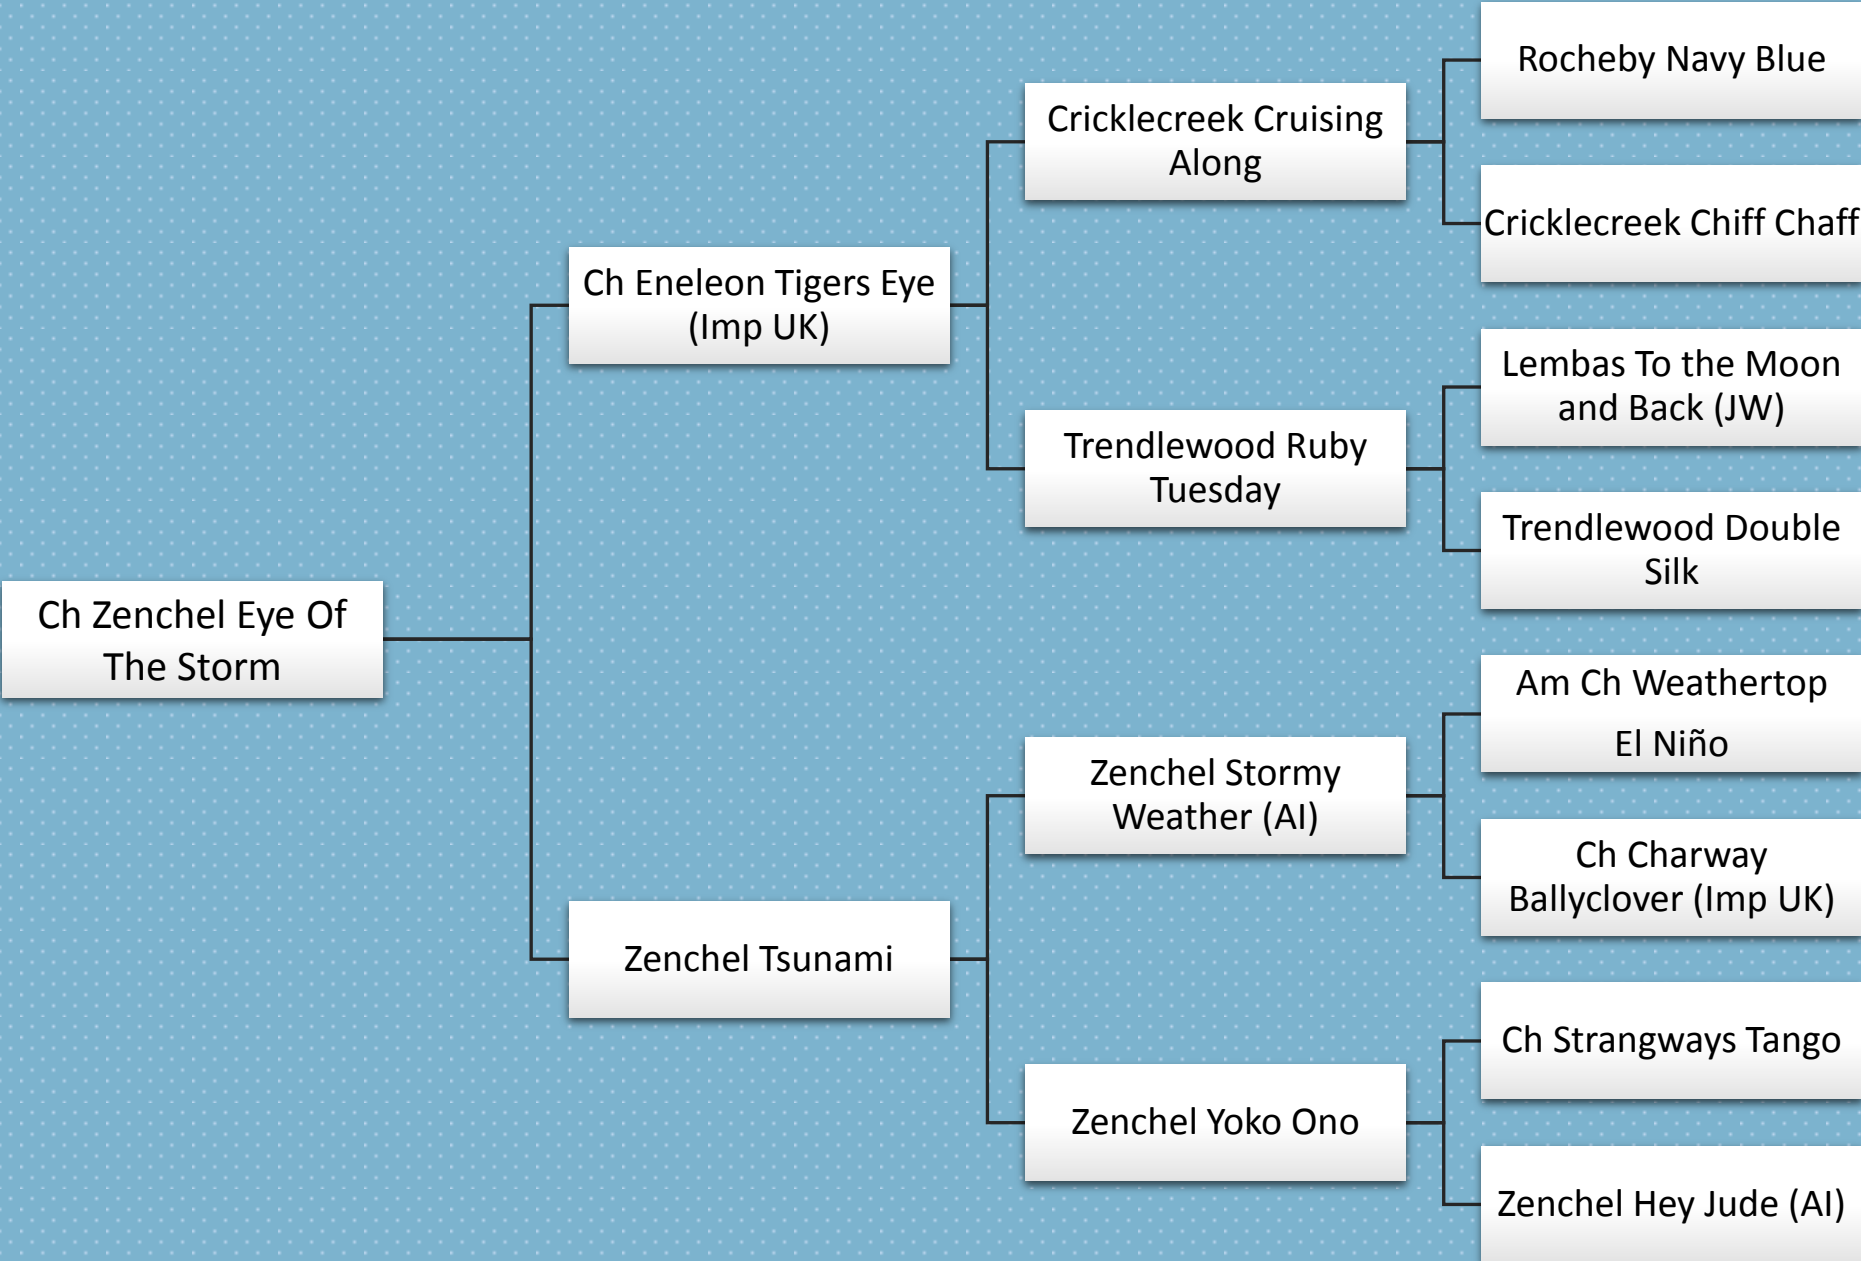 Rocheby Navy Blue
Cricklecreek Cruising
Along
Cricklecreek Chiff Chaff
Ch Eneleon Tigers Eye
(Imp UK)
Lembas To the Moon
and Back (JW)
Trendlewood Ruby
Tuesday
Trendlewood Double
Silk
Ch Zenchel Eye Of
The Storm
Am Ch Weathertop
El Niño
Zenchel Stormy
Weather (AI)
Ch Charway
Ballyclover (Imp UK)
Zenchel Tsunami
Ch Strangways Tango
Zenchel Yoko Ono
Zenchel Hey Jude (AI)